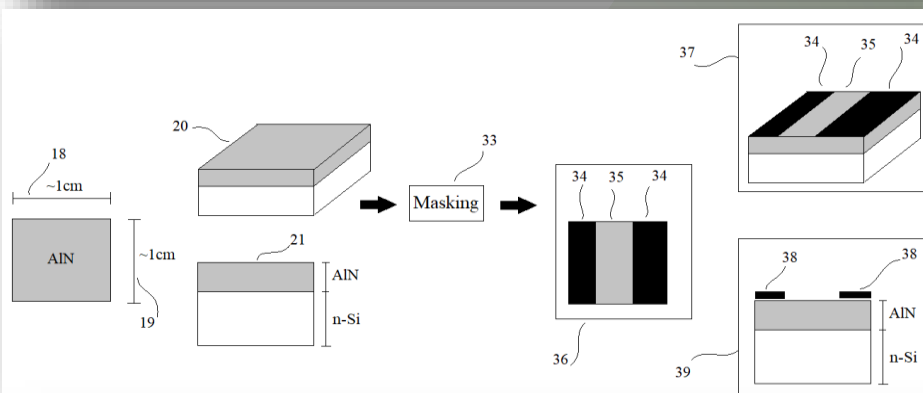 18
~1cm
AlN
~1cm
19
20
21
AlN
n-Si
33
Masking
34 35 34
36
37
34 35 34
38 38
AlN
n-Si
39